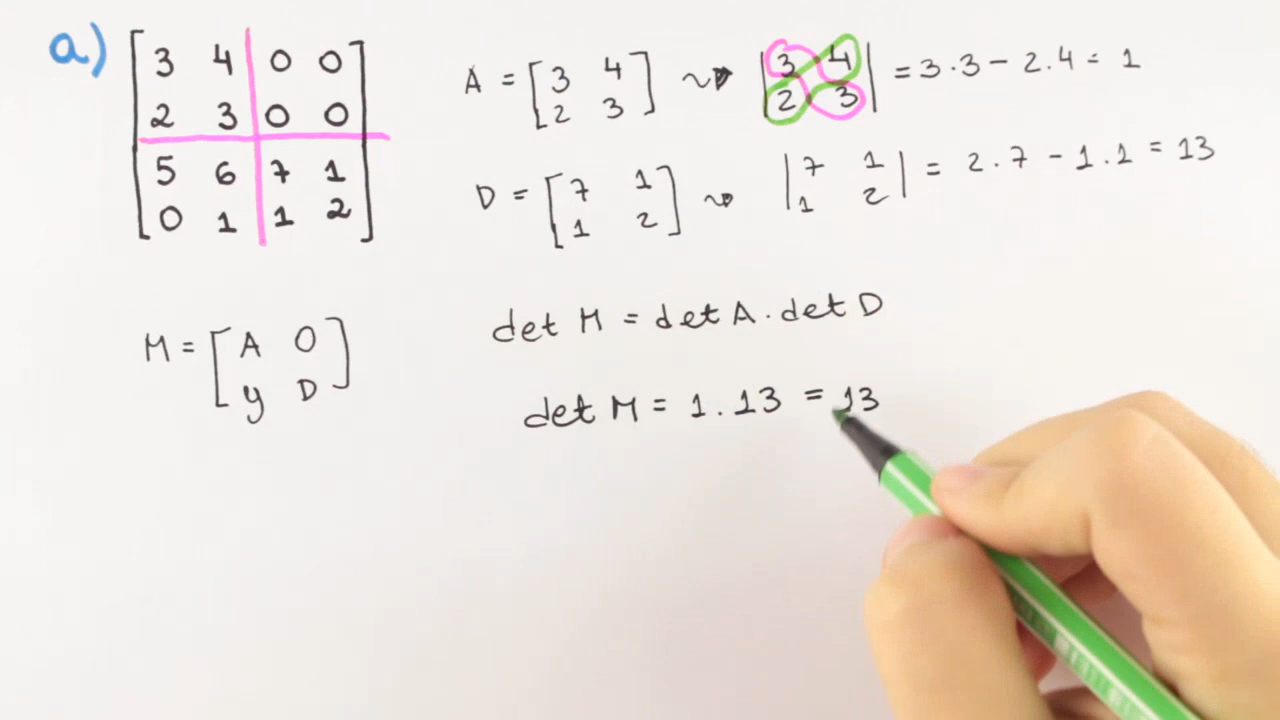 a) [3 4 0 0
2 3 0 0
5 6 7 1
0 1 1 2]
A = [3 4
2 3] ⤳ |3 4
2 3| = 3·3 - 2.4 = 1
D = [7 1
1 2] ⤳ |7 1
1 2| = 2.7 - 1.1 = 13
M = [A 0
y D]
det M = det A . det D
det M = 1 . 13 = 13